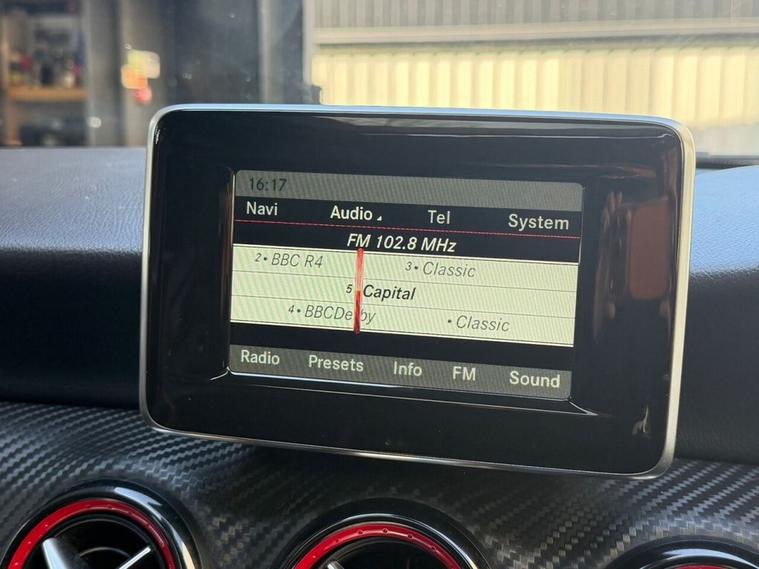 16:17
Navi Audio Tel System
FM 102.8 MHz
2• BBC R4 3• Classic
5 Capital
4• BBCDerby • Classic
Radio Presets Info FM Sound